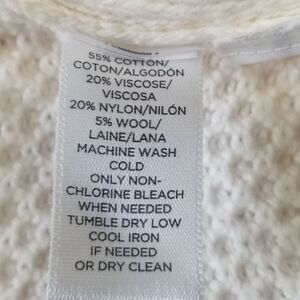 55% COTTON/
COTON/ALGODÓN
20% VISCOSE/
VISCOSA
20% NYLON/NILÓN
5% WOOL/
LAINE/LANA
MACHINE WASH
COLD
ONLY NON-
CHLORINE BLEACH
WHEN NEEDED
TUMBLE DRY LOW
COOL IRON
IF NEEDED
OR DRY CLEAN